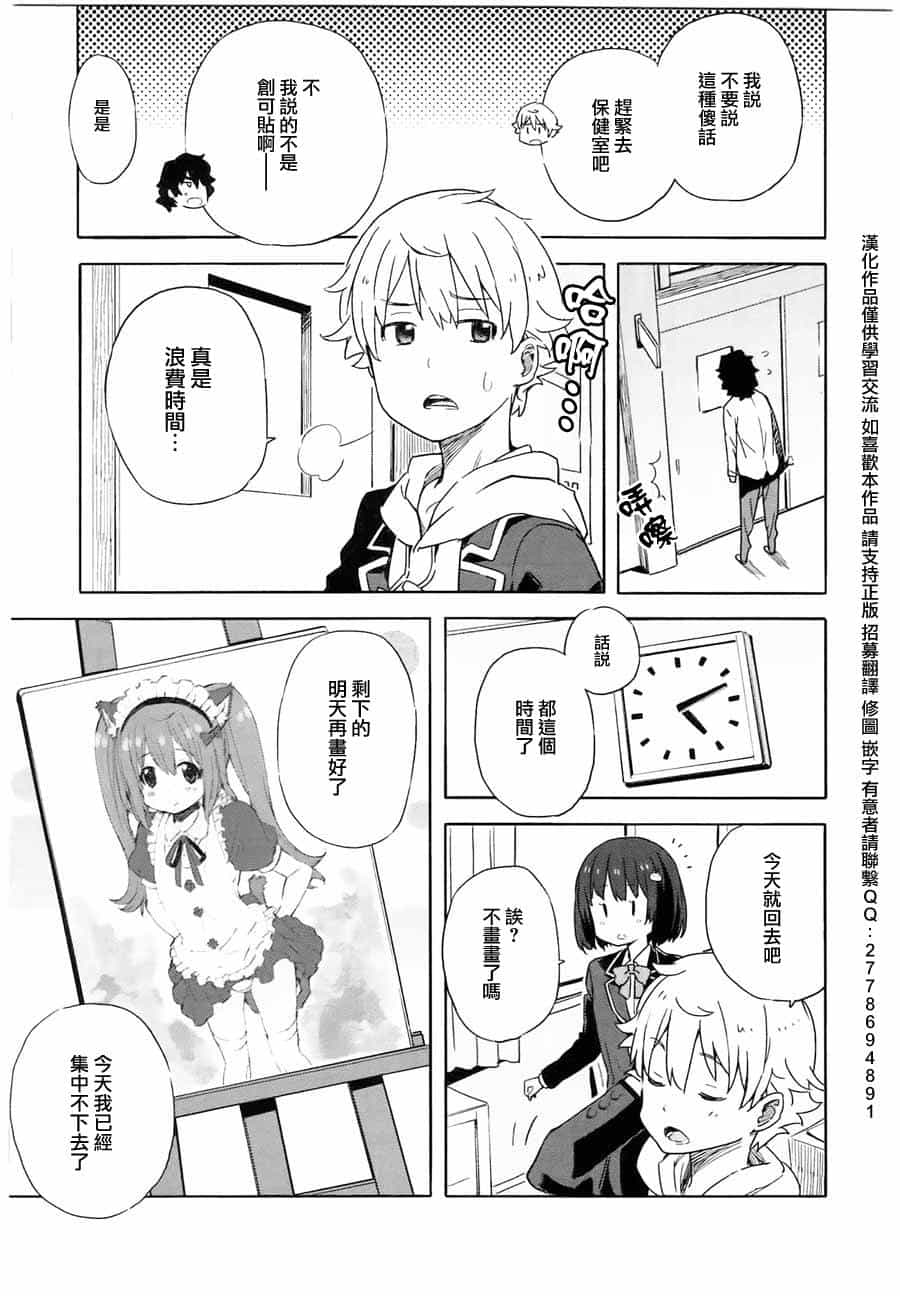 我說
不要說
這種傻話
趕緊去
保健室吧
不
我說的不是
創可貼啊——
是是
咔嚓
真是
浪費時間…
話說
都這個
時間了
今天就回去吧
誒?
不畫畫了嗎
剩下的
明天再畫好了
今天我已經
集中不下去了
漢化作品僅供學習交流 如喜歡本作品 請支持正版 招募翻譯 修圖 嵌字 有意者請聯繫QQ:2778694891